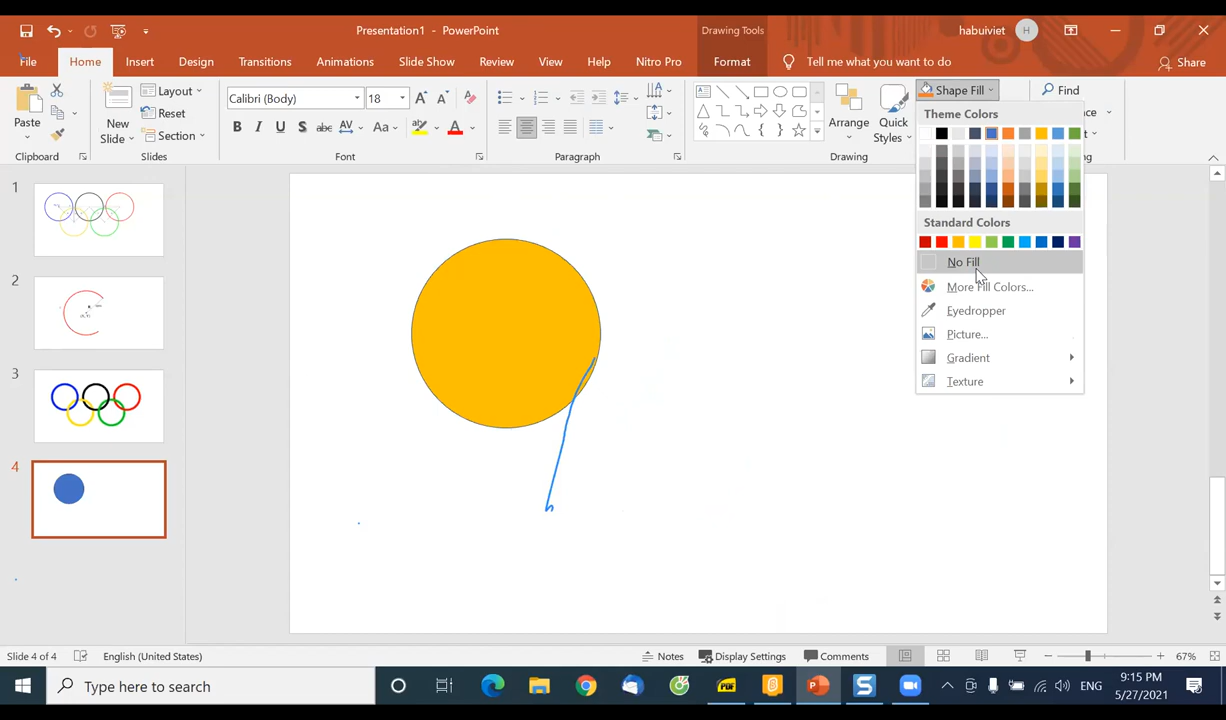 Presentation1 - PowerPoint
Drawing Tools
habuiviet
H
File
Home
Insert
Design
Transitions
Animations
Slide Show
Review
View
Help
Nitro Pro
Format
Tell me what you want to do
Share
Paste
New
Slide
Layout
Reset
Section
Calibri (Body)
18
B I U S abc AV Aa A
Arrange
Quick
Styles
Shape Fill
Find
Clipboard
Slides
Font
Paragraph
Drawing
Theme Colors
Standard Colors
No Fill
More Fill Colors...
Eyedropper
Picture...
Gradient
Texture
1
2
3
4
Slide 4 of 4
English (United States)
Notes
Display Settings
Comments
67%
Type here to search
PDF
ENG
9:15 PM
5/27/2021